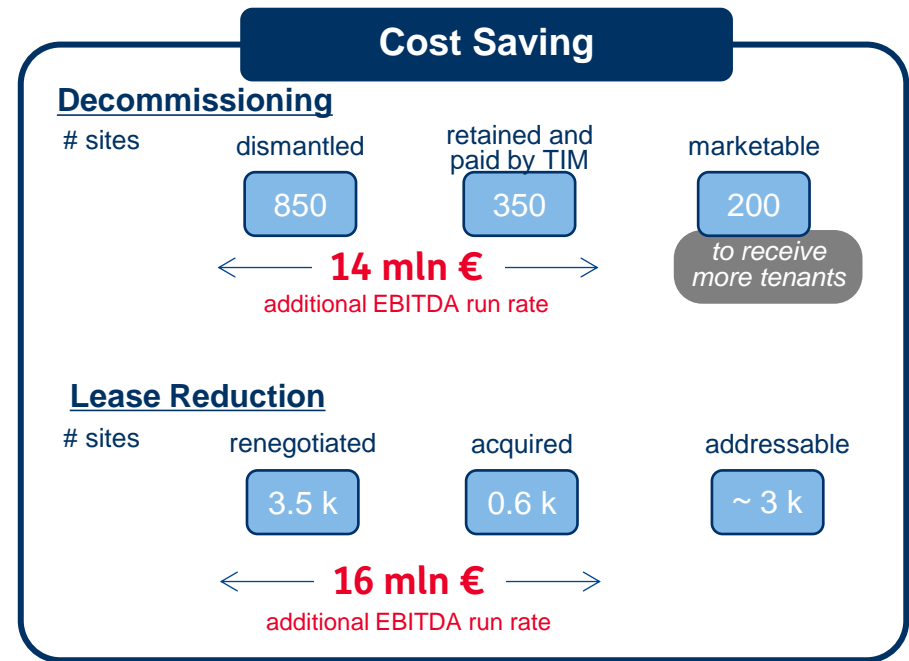 Cost Saving
Decommissioning
# sites
dismantled
retained and
paid by TIM
marketable
850
350
200
to receive
more tenants
14 mln €
additional EBITDA run rate
Lease Reduction
# sites
renegotiated
acquired
addressable
3.5 k
0.6 k
~ 3 k
16 mln €
additional EBITDA run rate